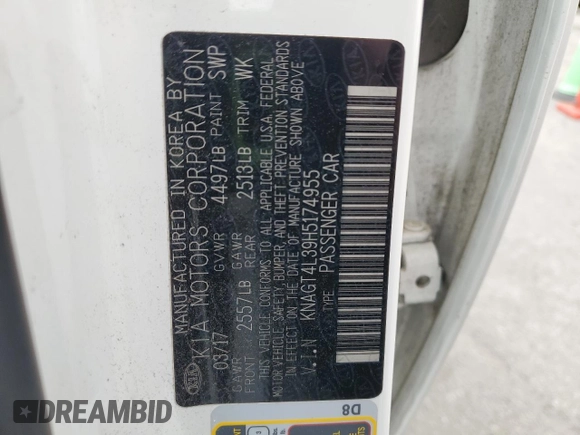 MANUFACTURED IN KOREA BY
KIA MOTORS CORPORATION
03/17 GVWR 4497LB PAINT SWP
GAWR FRONT 2557LB GAWR REAR 2513LB TRIM WK
THIS VEHICLE CONFORMS TO ALL APPLICABLE U.S.A. FEDERAL
MOTOR VEHICLE SAFETY, BUMPER, AND THEFT PREVENTION STANDARDS
IN EFFECT ON THE DATE OF MANUFACTURE SHOWN ABOVE
V.I.N KNAGT4L39H5174955
TYPE: PASSENGER CAR
KIA
D8
DREAMBID